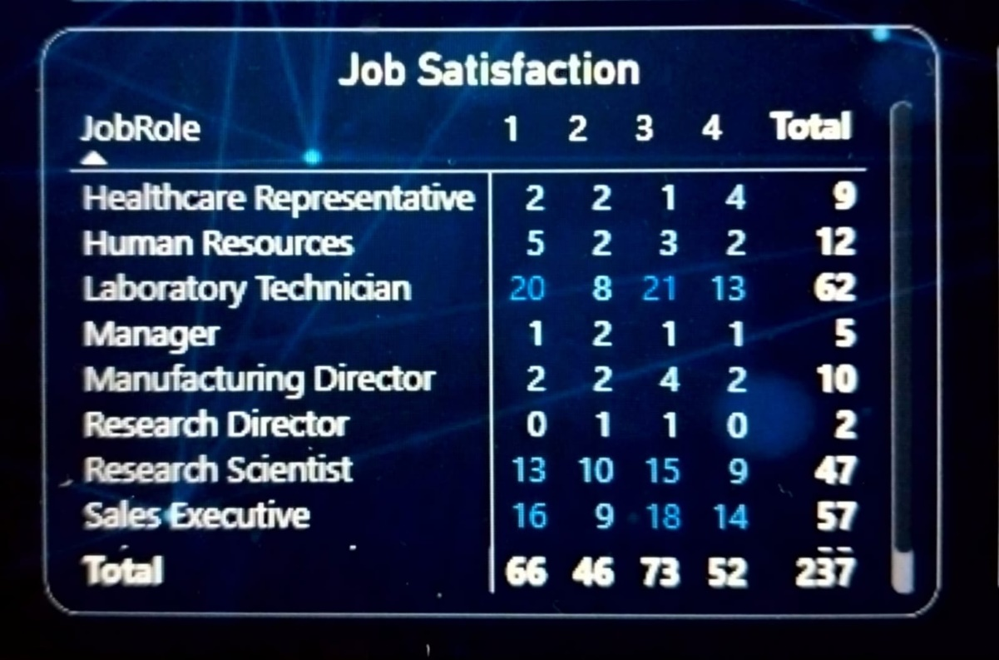 Job Satisfaction
JobRole 1 2 3 4 Total
Healthcare Representative 2 2 1 4 9
Human Resources 5 2 3 2 12
Laboratory Technician 20 8 21 13 62
Manager 1 2 1 1 5
Manufacturing Director 2 2 4 2 10
Research Director 0 1 1 0 2
Research Scientist 13 10 15 9 47
Sales Executive 16 9 18 14 57
Total 66 46 73 52 237